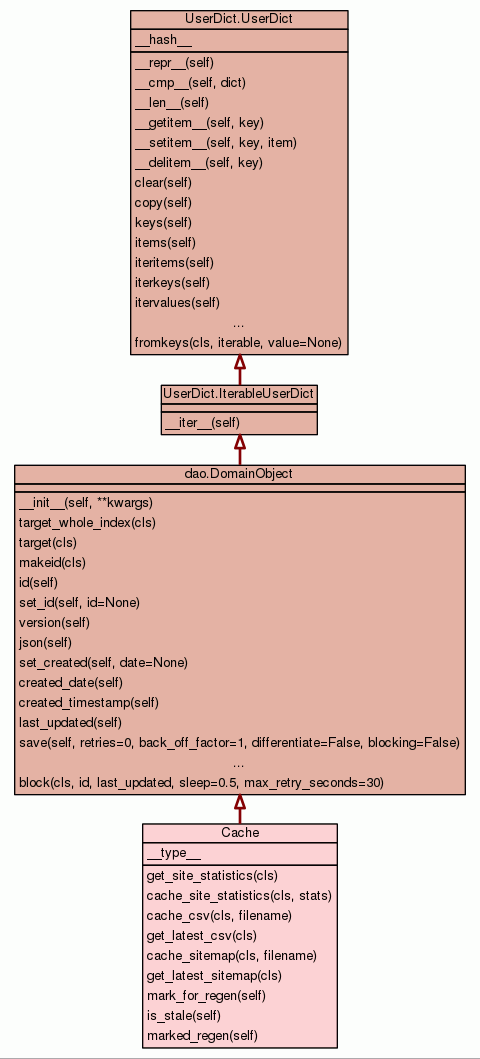 UserDict.UserDict
__hash__
__repr__(self)
__cmp__(self, dict)
__len__(self)
__getitem__(self, key)
__setitem__(self, key, item)
__delitem__(self, key)
clear(self)
copy(self)
keys(self)
items(self)
iteritems(self)
iterkeys(self)
itervalues(self)
...
fromkeys(cls, iterable, value=None)
UserDict.IterableUserDict
__iter__(self)
dao.DomainObject
__init__(self, **kwargs)
target_whole_index(cls)
target(cls)
makeid(cls)
id(self)
set_id(self, id=None)
version(self)
json(self)
set_created(self, date=None)
created_date(self)
created_timestamp(self)
last_updated(self)
save(self, retries=0, back_off_factor=1, differentiate=False, blocking=False)
...
block(cls, id, last_updated, sleep=0.5, max_retry_seconds=30)
Cache
__type__
get_site_statistics(cls)
cache_site_statistics(cls, stats)
cache_csv(cls, filename)
get_latest_csv(cls)
cache_sitemap(cls, filename)
get_latest_sitemap(cls)
mark_for_regen(self)
is_stale(self)
marked_regen(self)